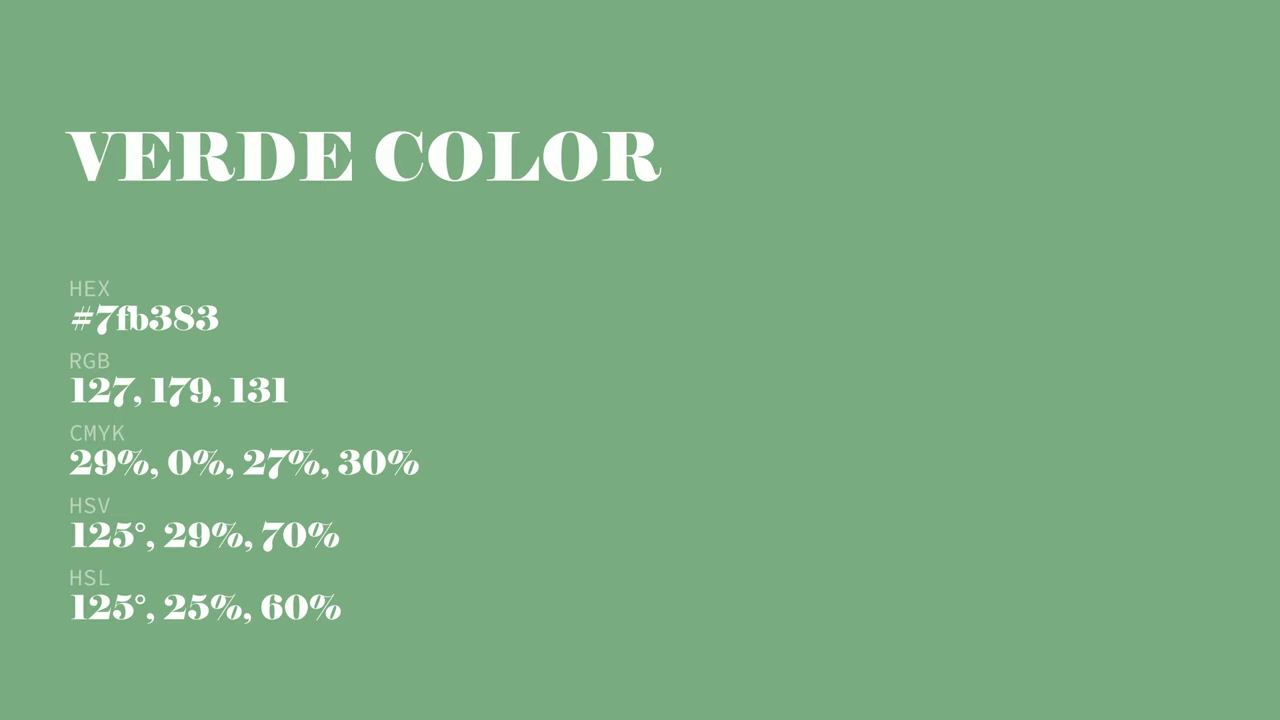 VERDE COLOR
HEX
#7fb383
RGB
127, 179, 131
CMYK
29%, 0%, 27%, 30%
HSV
125°, 29%, 70%
HSL
125°, 25%, 60%